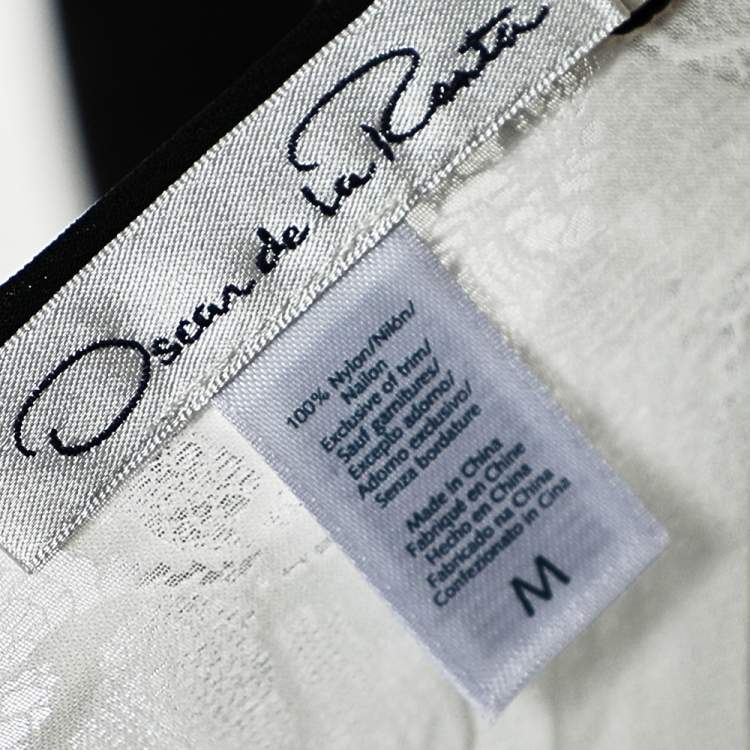 Oscar de la Renta
100% Nylon/Nilón/
Nailon
Exclusive of trim/
Sauf garnitures/
Excepto adorno/
Adorno exclusivo/
Senza bordature
Made in China
Fabriqué en Chine
Hecho en China
Fabricado na China
Confezionato in Cina
M